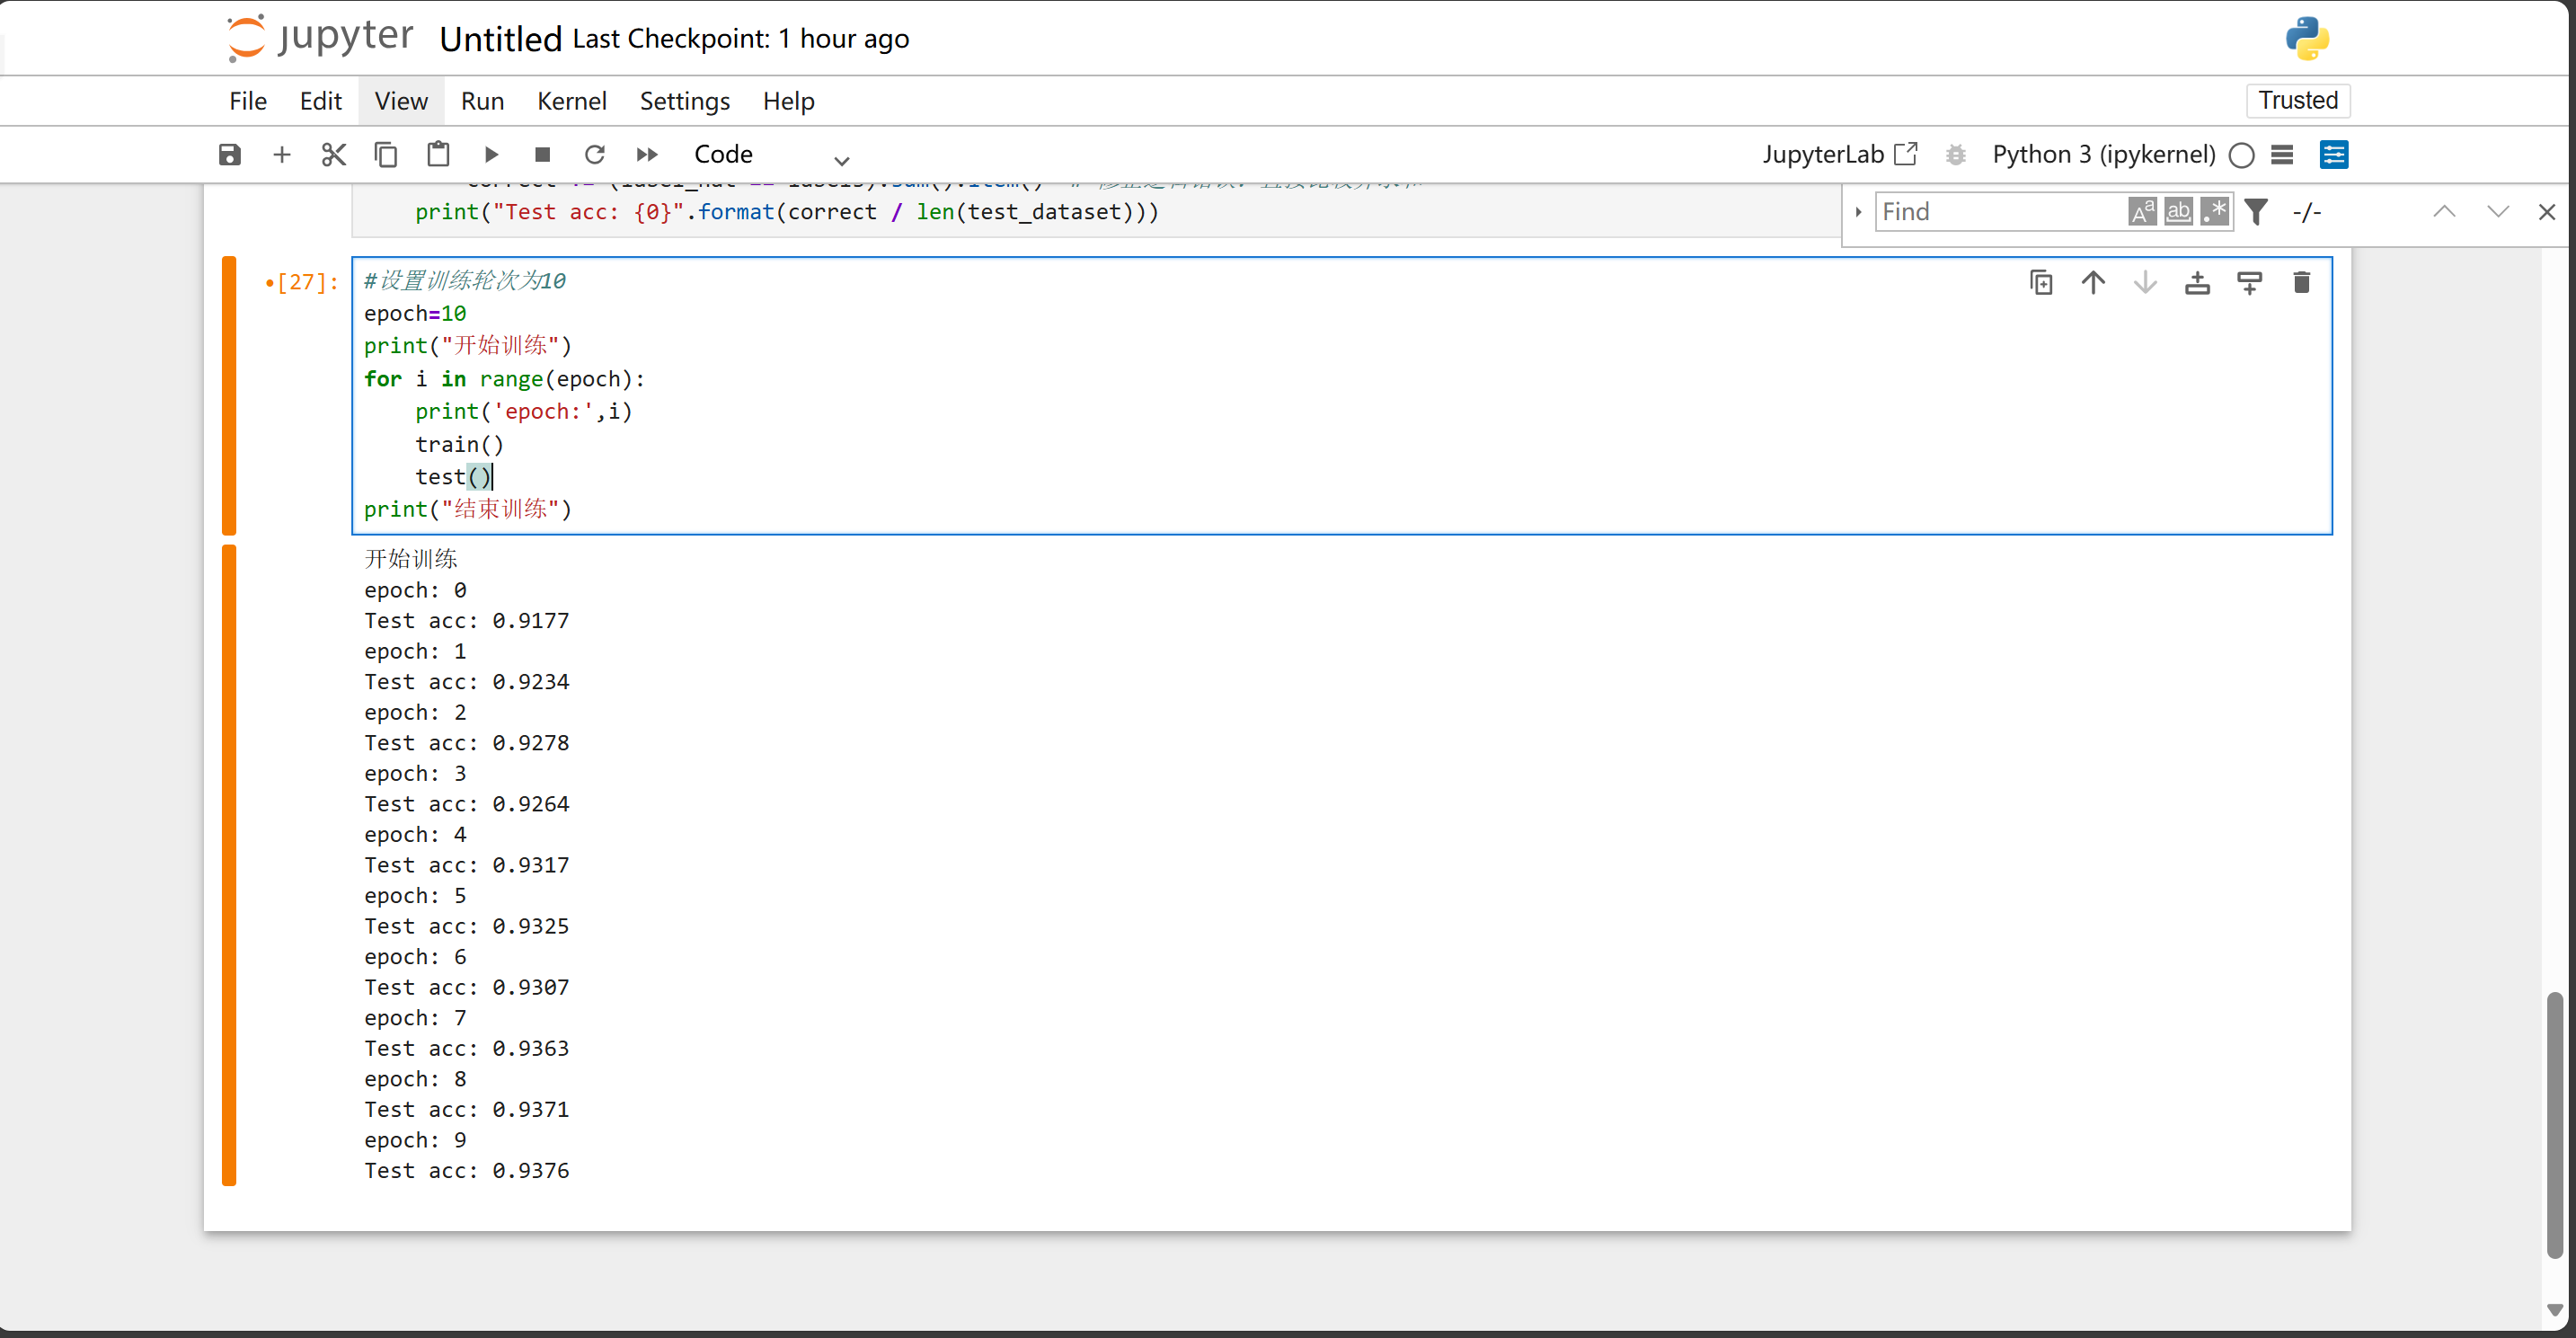 jupyter Untitled Last Checkpoint: 1 hour ago
File Edit View Run Kernel Settings Help Trusted
Code JupyterLab Python 3 (ipykernel)
print("Test acc: {0}".format(correct / len(test_dataset)))
Find -/-
[27]:
#设置训练轮次为10
epoch=10
print("开始训练")
for i in range(epoch):
print('epoch:',i)
train()
test()
print("结束训练")
开始训练
epoch: 0
Test acc: 0.9177
epoch: 1
Test acc: 0.9234
epoch: 2
Test acc: 0.9278
epoch: 3
Test acc: 0.9264
epoch: 4
Test acc: 0.9317
epoch: 5
Test acc: 0.9325
epoch: 6
Test acc: 0.9307
epoch: 7
Test acc: 0.9363
epoch: 8
Test acc: 0.9371
epoch: 9
Test acc: 0.9376